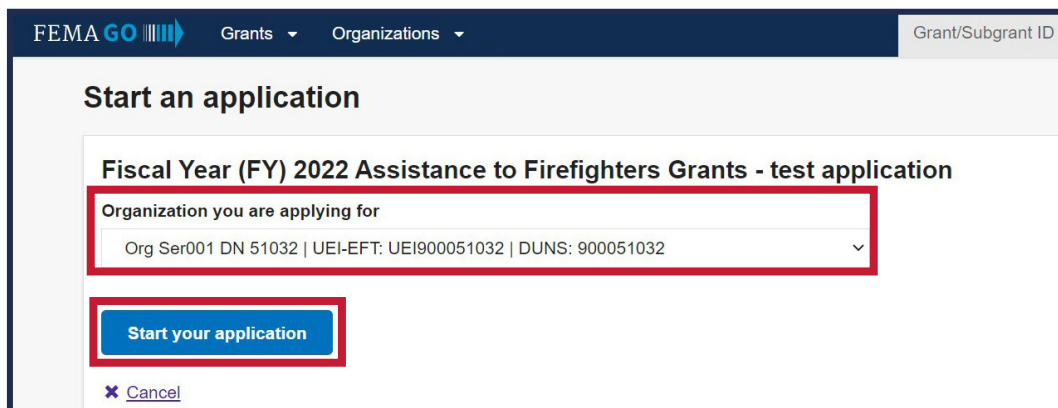 FEMA GO Grants Organizations Grant/Subgrant ID
Start an application
Fiscal Year (FY) 2022 Assistance to Firefighters Grants - test application
Organization you are applying for
Org Ser001 DN 51032 | UEI-EFT: UEI900051032 | DUNS: 900051032
Start your application
Cancel